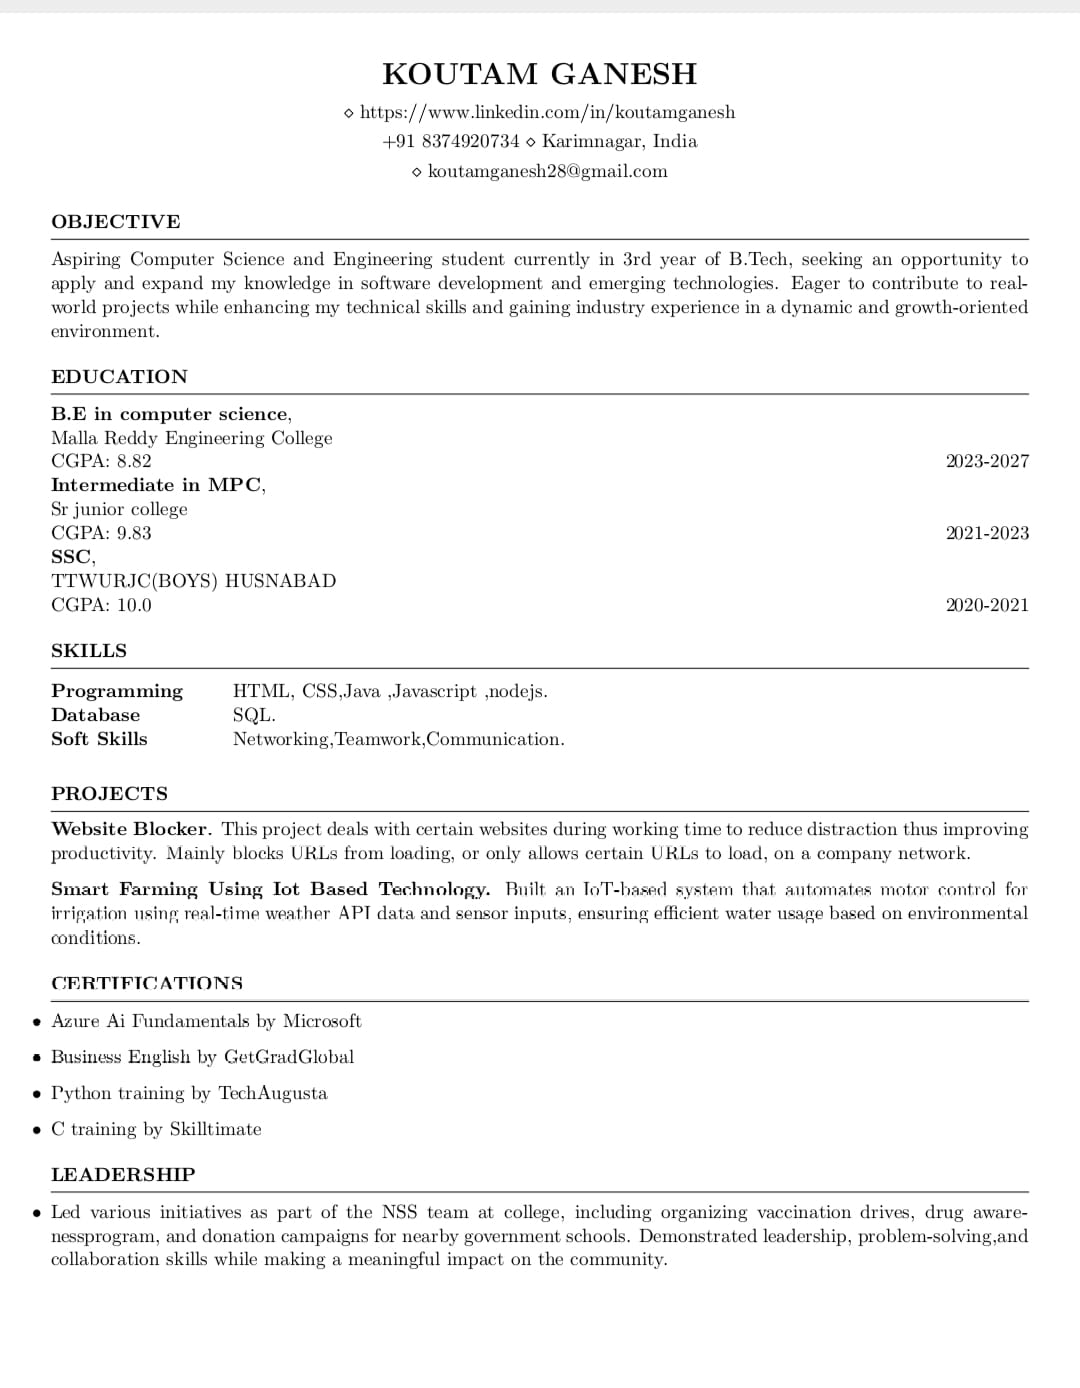 KOUTAM GANESH
⋄ https://www.linkedin.com/in/koutamganesh
+91 8374920734 ⋄ Karimnagar, India
⋄ koutamganesh28@gmail.com
OBJECTIVE
Aspiring Computer Science and Engineering student currently in 3rd year of B.Tech, seeking an opportunity to
apply and expand my knowledge in software development and emerging technologies. Eager to contribute to real-
world projects while enhancing my technical skills and gaining industry experience in a dynamic and growth-oriented
environment.
EDUCATION
B.E in computer science,
Malla Reddy Engineering College
CGPA: 8.82 2023-2027
Intermediate in MPC,
Sr junior college
CGPA: 9.83 2021-2023
SSC,
TTWURJC(BOYS) HUSNABAD
CGPA: 10.0 2020-2021
SKILLS
Programming HTML, CSS,Java ,Javascript ,nodejs.
Database SQL.
Soft Skills Networking,Teamwork,Communication.
PROJECTS
Website Blocker. This project deals with certain websites during working time to reduce distraction thus improving
productivity. Mainly blocks URLs from loading, or only allows certain URLs to load, on a company network.
Smart Farming Using Iot Based Technology. Built an IoT-based system that automates motor control for
irrigation using real-time weather API data and sensor inputs, ensuring efficient water usage based on environmental
conditions.
CERTIFICATIONS
• Azure Ai Fundamentals by Microsoft
• Business English by GetGradGlobal
• Python training by TechAugusta
• C training by Skilltimate
LEADERSHIP
• Led various initiatives as part of the NSS team at college, including organizing vaccination drives, drug aware-
nessprogram, and donation campaigns for nearby government schools. Demonstrated leadership, problem-solving,and
collaboration skills while making a meaningful impact on the community.